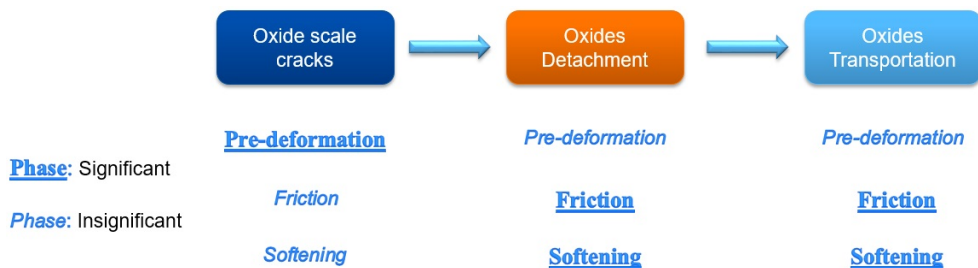 Oxide scale
cracks
Oxides
Detachment
Oxides
Transportation
Pre-deformation
Pre-deformation
Pre-deformation
Phase: Significant
Friction
Friction
Friction
Phase: Insignificant
Softening
Softening
Softening